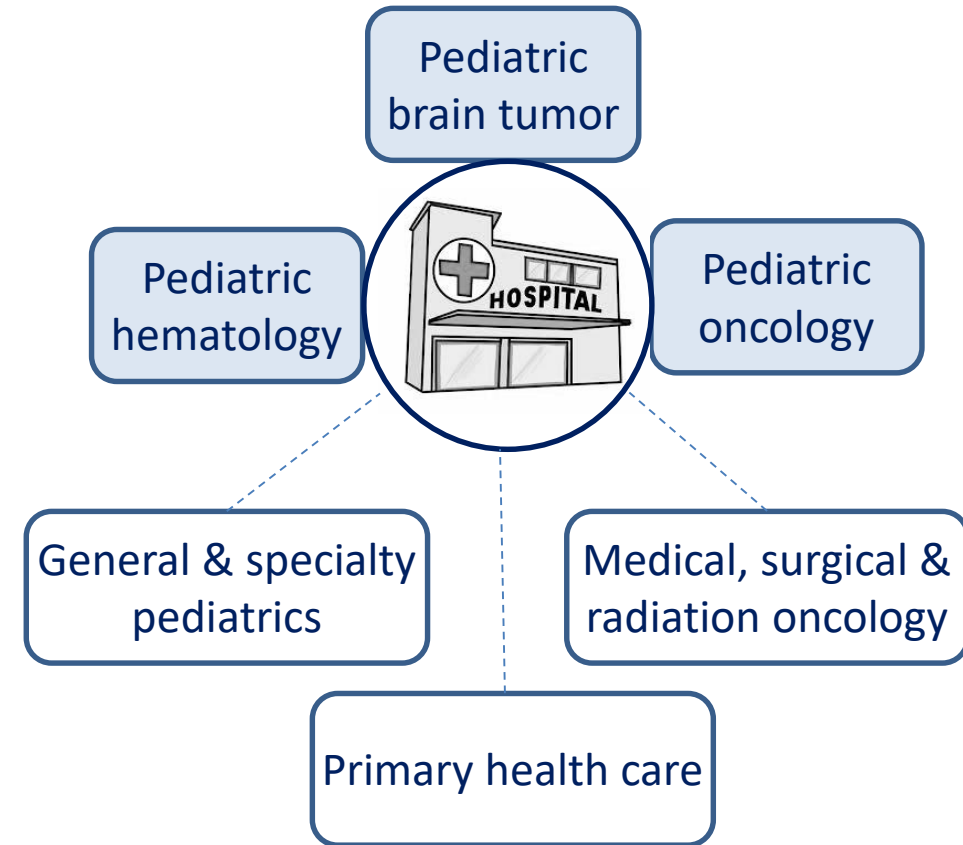 Pediatric
brain tumor
Pediatric
hematology
HOSPITAL
Pediatric
oncology
General & specialty
pediatrics
Medical, surgical &
radiation oncology
Primary health care